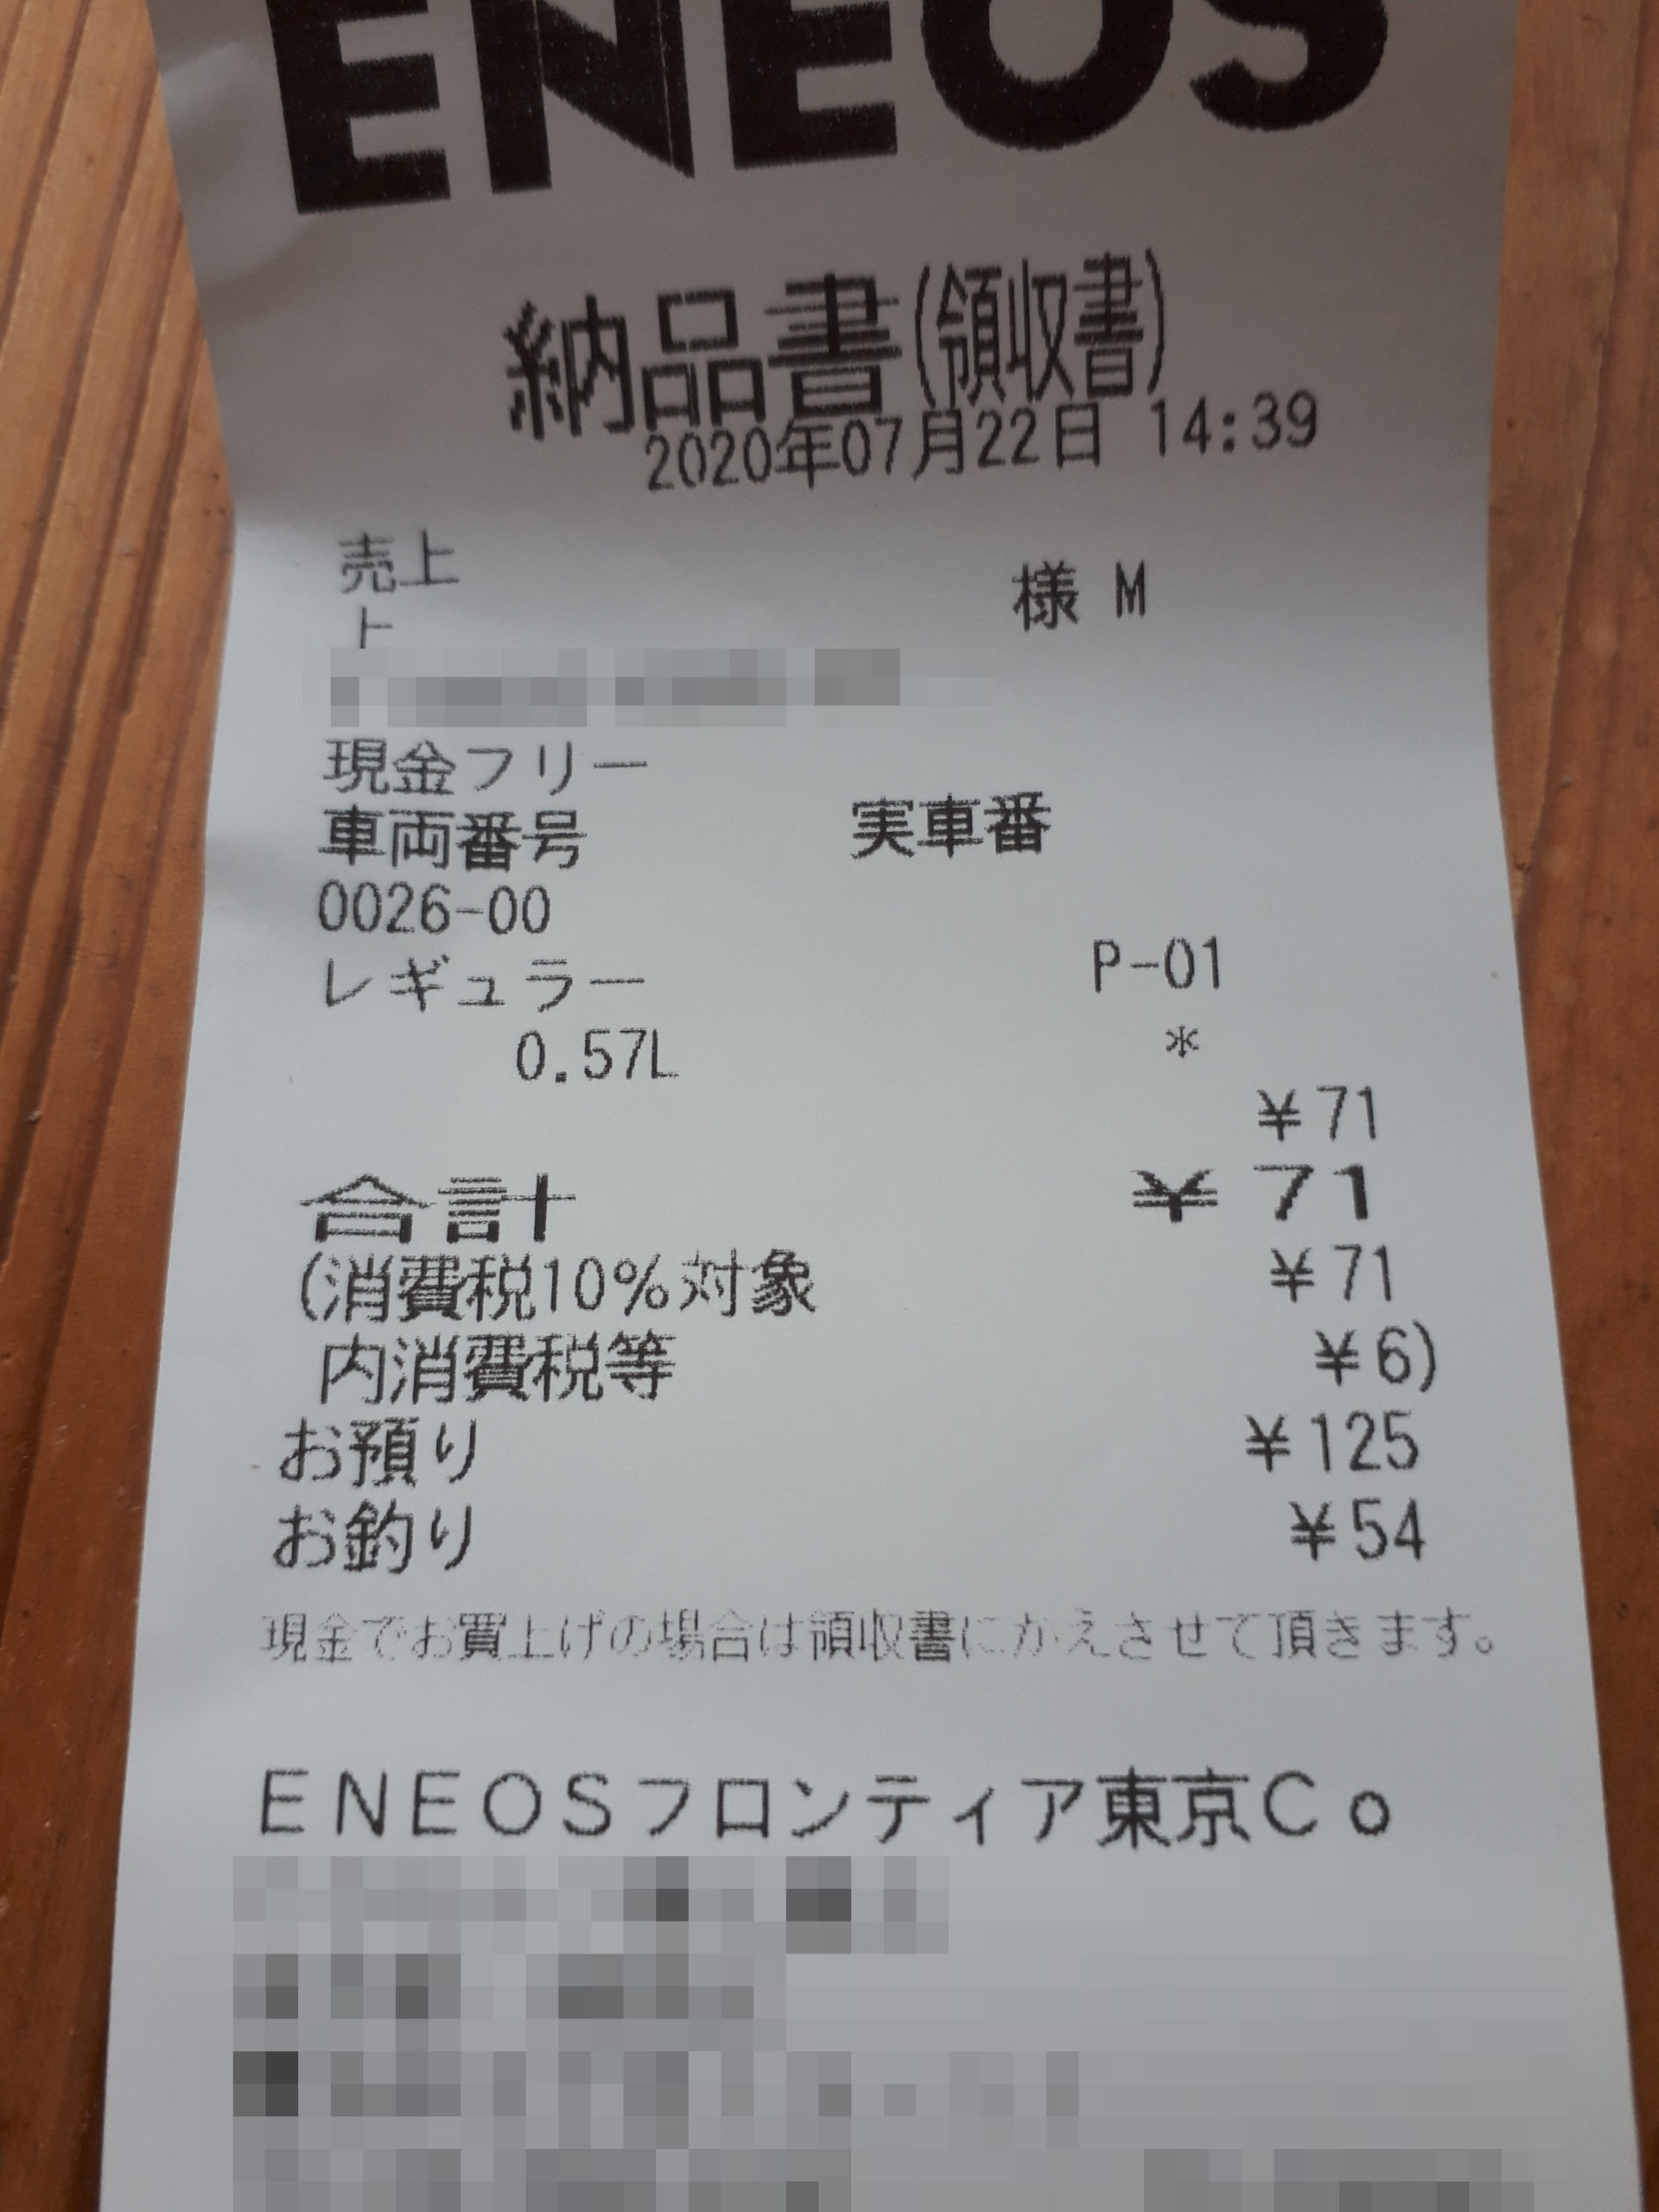 ENEOS
納品書(領収書)
2020年07月22日 14:39
売上
様 M
ト
現金フリー
車両番号 実車番
0026-00
レギュラー P-01
0.57L *
¥71
合計 ¥71
(消費税10%対象 ¥71
内消費税等 ¥6)
お預り ¥125
お釣り ¥54
現金でお買上げの場合は領収書にかえさせて頂きます。
ENEOSフロンティア東京Co